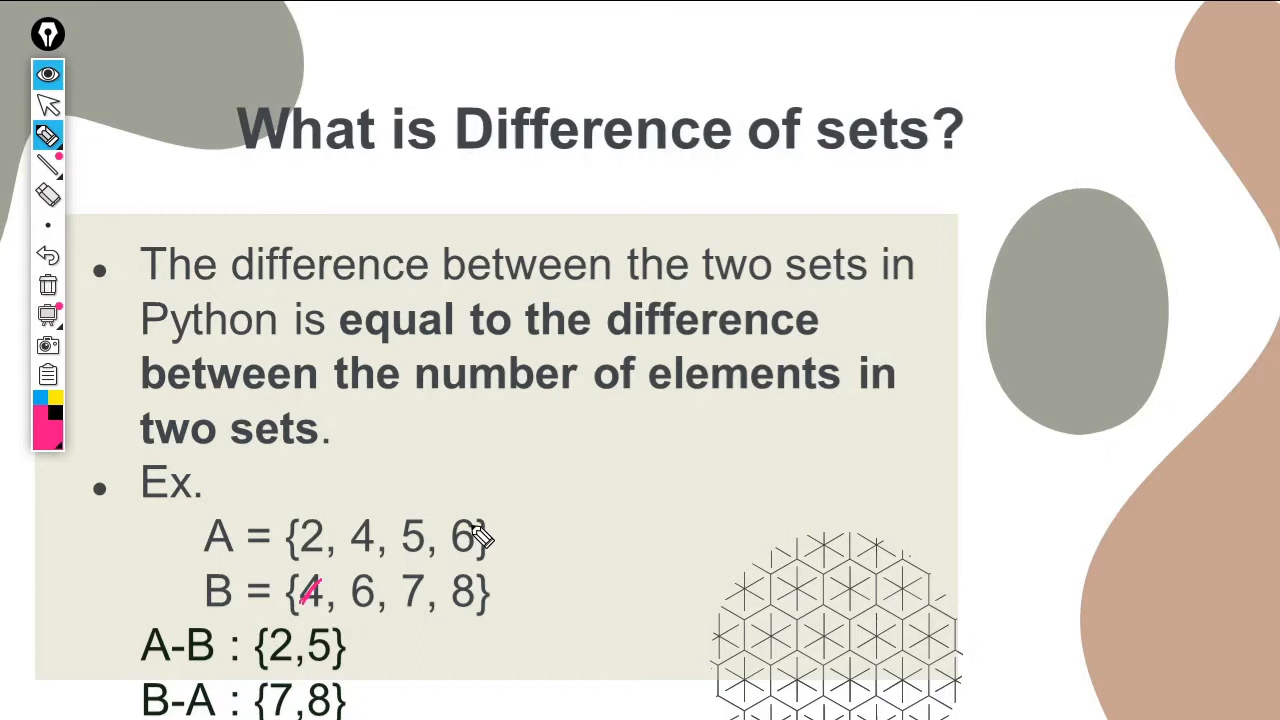 What is Difference of sets?
● The difference between the two sets in
Python is equal to the difference
between the number of elements in
two sets.
● Ex.
A = {2, 4, 5, 6}
B = {4, 6, 7, 8}
A-B : {2,5}
B-A : {7,8}